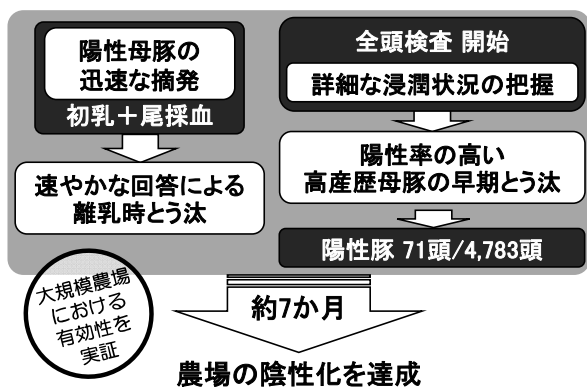 陽性母豚の
迅速な摘発
初乳＋尾採血
速やかな回答による
離乳時とう汰
全頭検査 開始
詳細な浸潤状況の把握
陽性率の高い
高産歴母豚の早期とう汰
陽性豚 71頭/4,783頭
大規模農場
における
有効性を
実証
約7か月
農場の陰性化を達成